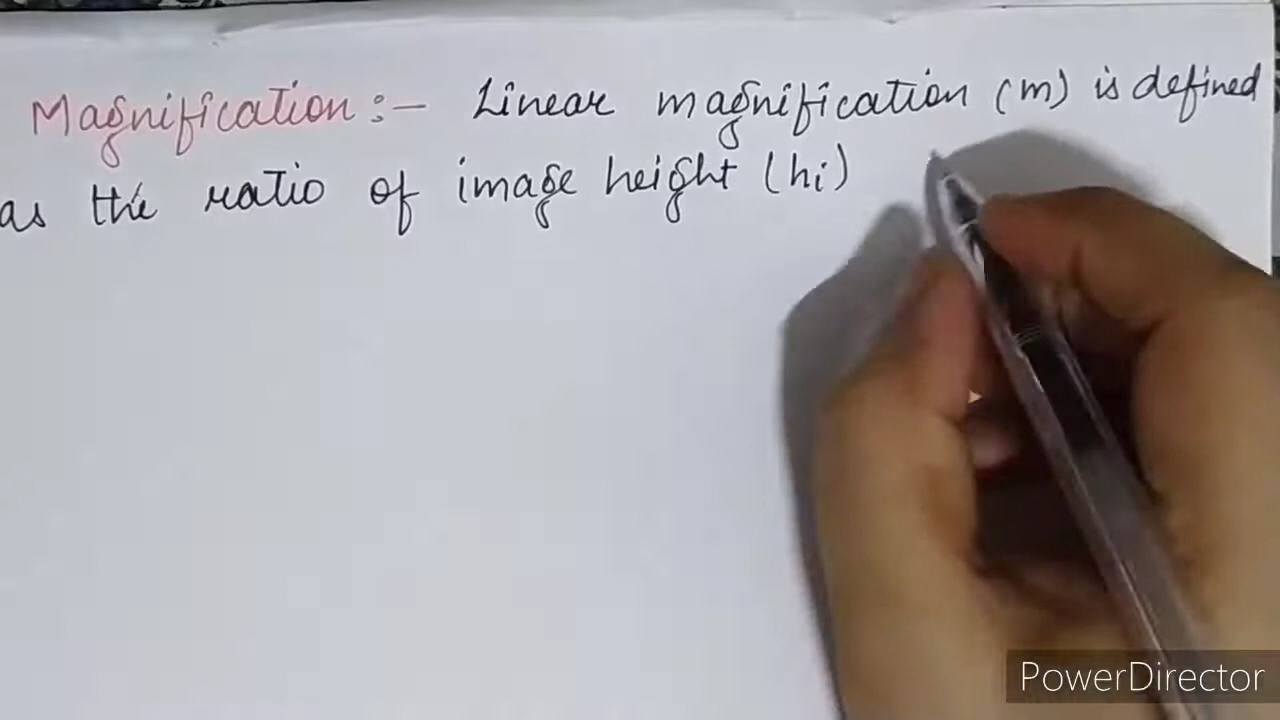 Magnification :- Linear magnification (m) is defined
as the ratio of image height (hi)
PowerDirector